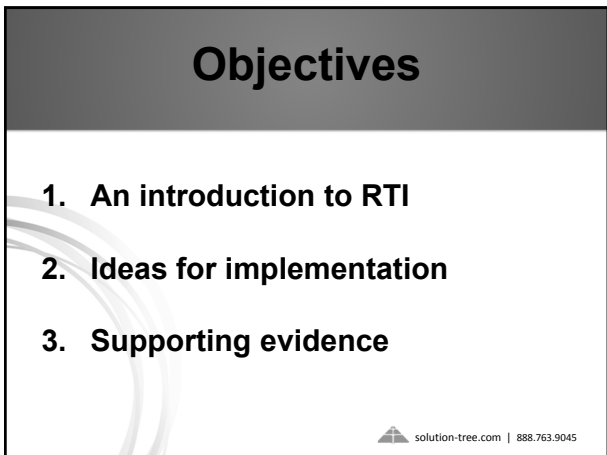 Objectives
1. An introduction to RTI
2. Ideas for implementation
3. Supporting evidence
solution-tree.com | 888.763.9045